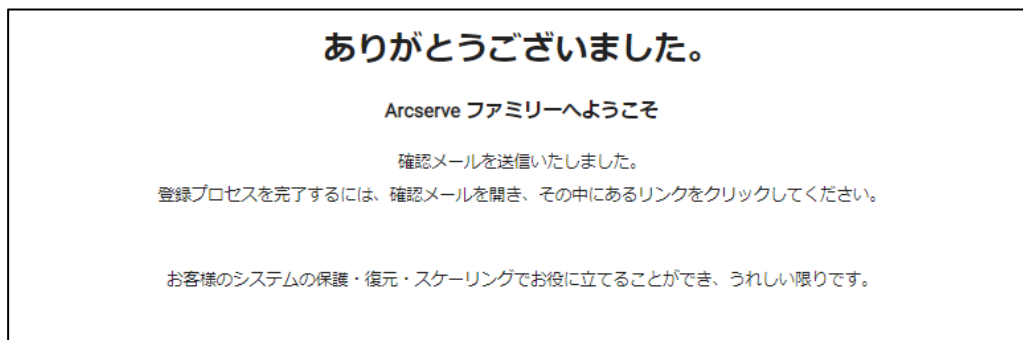 ありがとうございました。
Arcserve ファミリーへようこそ
確認メールを送信いたしました。
登録プロセスを完了するには、確認メールを開き、その中にあるリンクをクリックしてください。
お客様のシステムの保護・復元・スケーリングでお役に立てることができ、うれしい限りです。